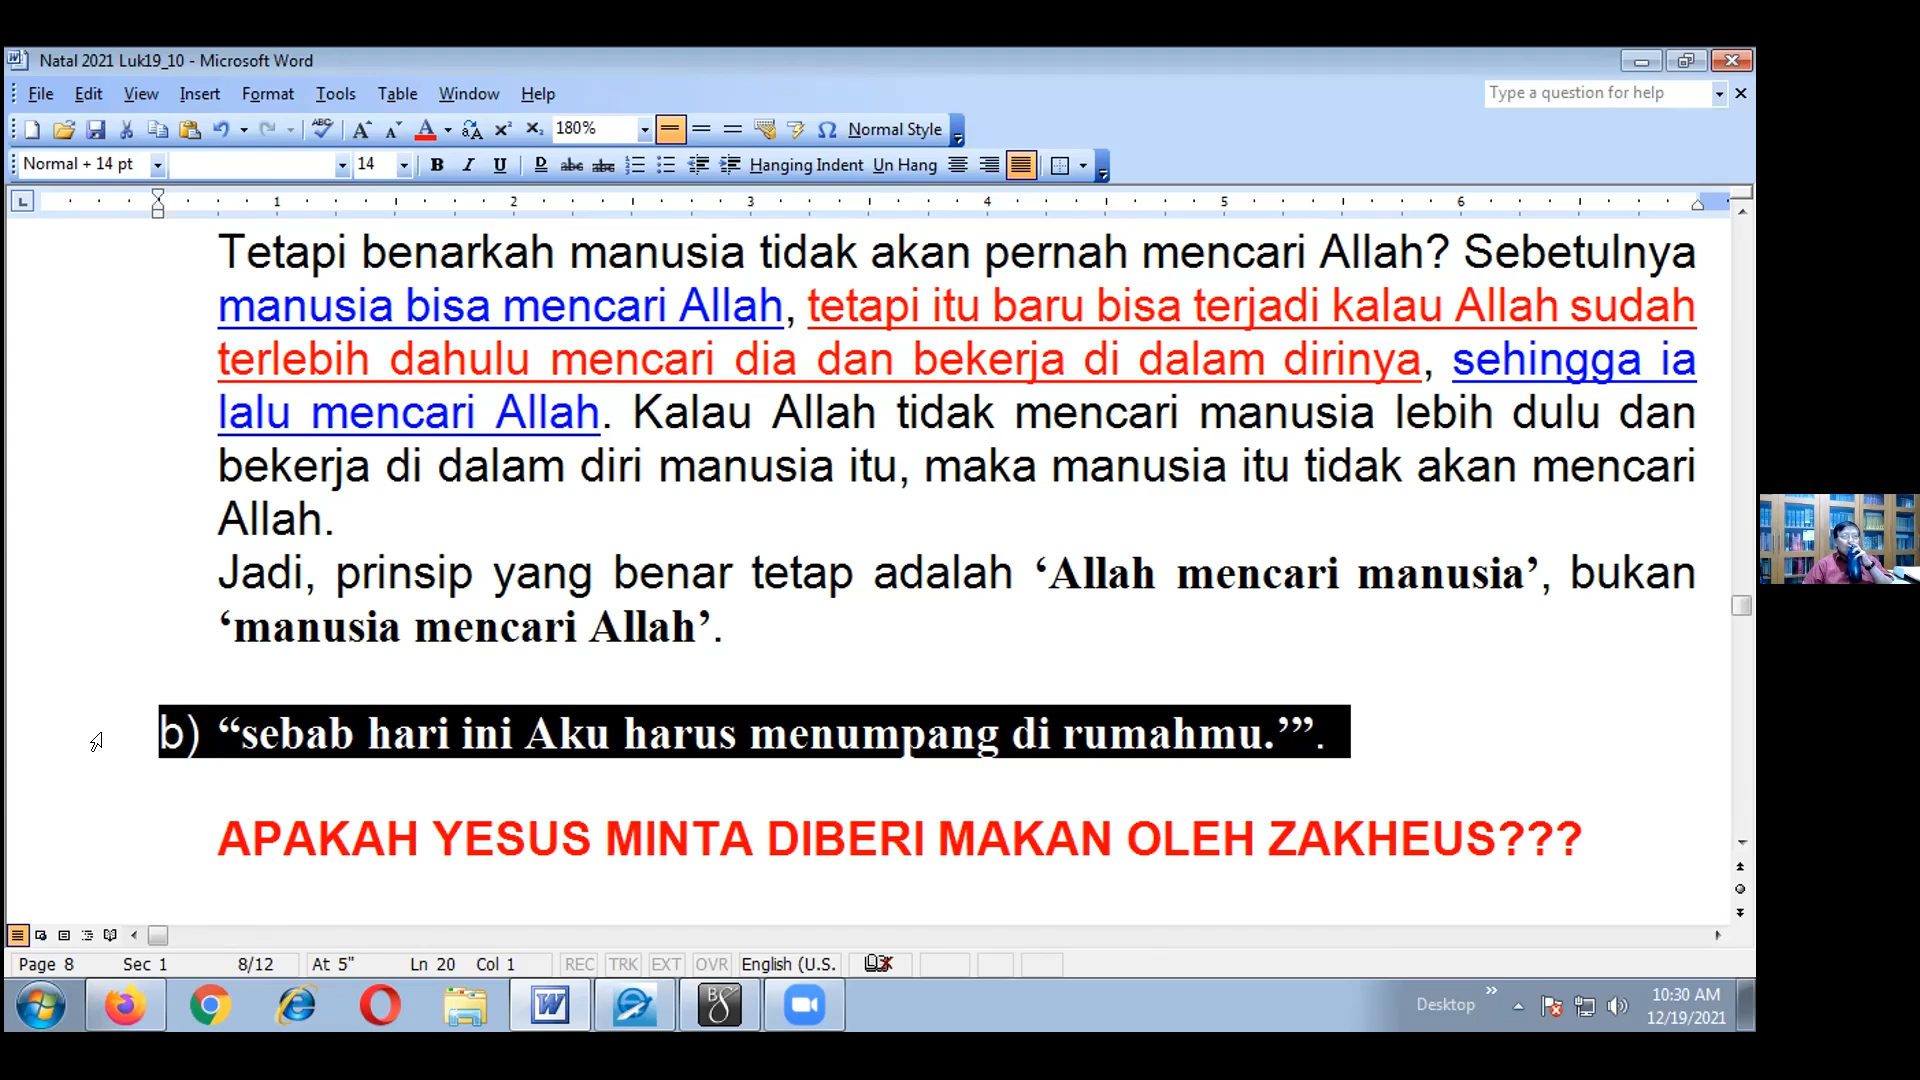 Natal 2021 Luk19_10 - Microsoft Word
File Edit View Insert Format Tools Table Window Help Type a question for help
180% Normal Style
Normal + 14 pt 14 B I U Hanging Indent Un Hang
1 2 3 4 5 6
Tetapi benarkah manusia tidak akan pernah mencari Allah? Sebetulnya
manusia bisa mencari Allah, tetapi itu baru bisa terjadi kalau Allah sudah
terlebih dahulu mencari dia dan bekerja di dalam dirinya, sehingga ia
lalu mencari Allah. Kalau Allah tidak mencari manusia lebih dulu dan
bekerja di dalam diri manusia itu, maka manusia itu tidak akan mencari
Allah.
Jadi, prinsip yang benar tetap adalah ‘Allah mencari manusia’, bukan
‘manusia mencari Allah’.
b) “sebab hari ini Aku harus menumpang di rumahmu.’”.
APAKAH YESUS MINTA DIBERI MAKAN OLEH ZAKHEUS???
Page 8 Sec 1 8/12 At 5" Ln 20 Col 1 REC TRK EXT OVR English (U.S.
Desktop 10:30 AM
12/19/2021